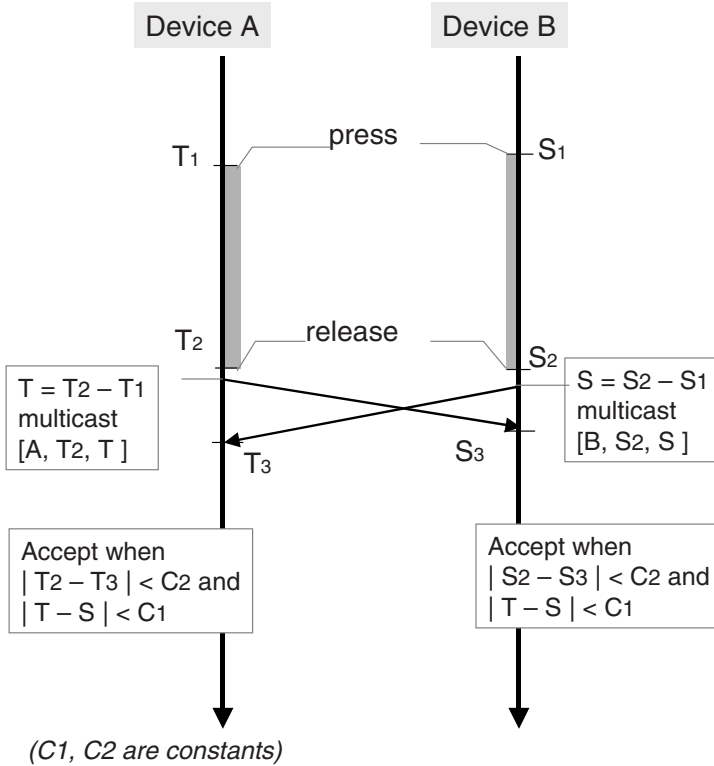 Device A
Device B
press
T1
S1
release
T2
S2
T = T2 – T1
multicast
[A, T2, T ]
S = S2 – S1
multicast
[B, S2, S ]
T3
S3
Accept when
| T2 – T3 | < C2 and
| T – S | < C1
Accept when
| S2 – S3 | < C2 and
| T – S | < C1
(C1, C2 are constants)